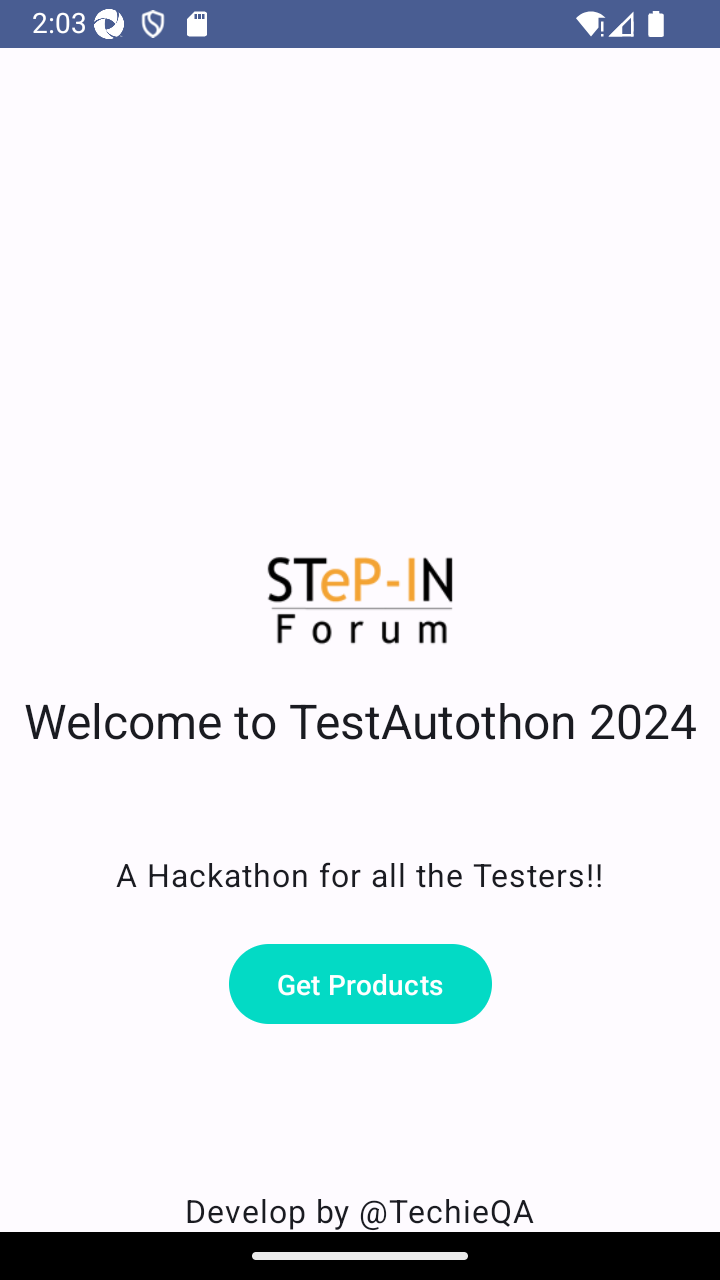 2:03
STeP-IN
Forum
Welcome to TestAutothon 2024
A Hackathon for all the Testers!!
Get Products
Develop by @TechieQA